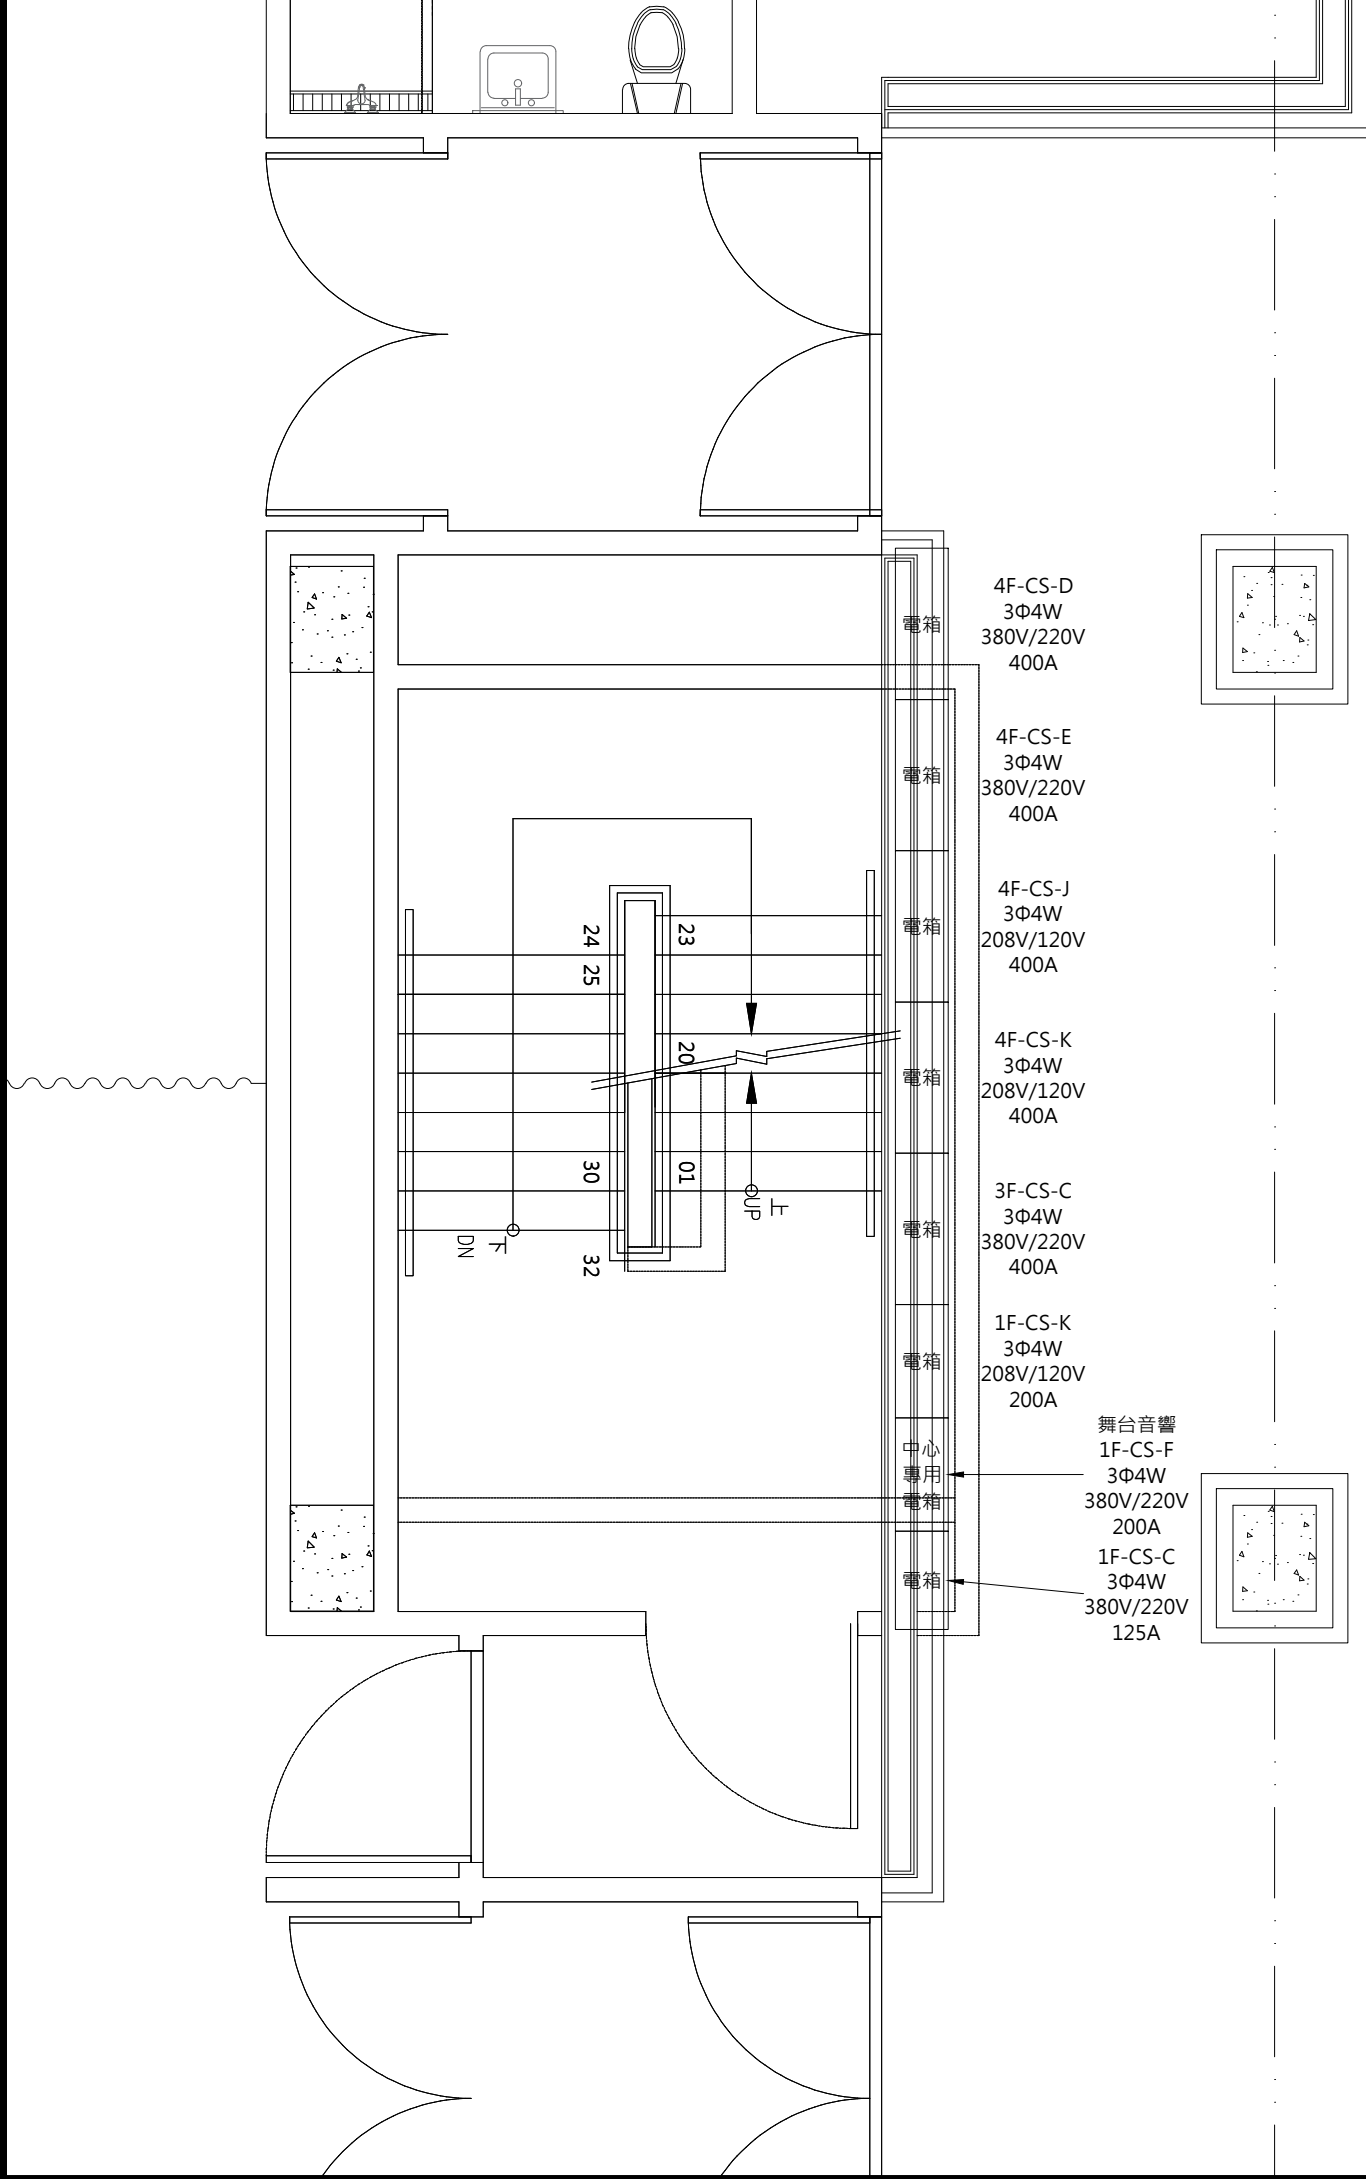 電箱
4F-CS-D
3Φ4W
380V/220V
400A
電箱
4F-CS-E
3Φ4W
380V/220V
400A
電箱
4F-CS-J
3Φ4W
208V/120V
400A
電箱
4F-CS-K
3Φ4W
208V/120V
400A
電箱
3F-CS-C
3Φ4W
380V/220V
400A
電箱
1F-CS-K
3Φ4W
208V/120V
200A
中心
專用
電箱
舞台音響
1F-CS-F
3Φ4W
380V/220V
200A
電箱
1F-CS-C
3Φ4W
380V/220V
125A
24
23
25
20
30
01
上
UP
下
DN
32